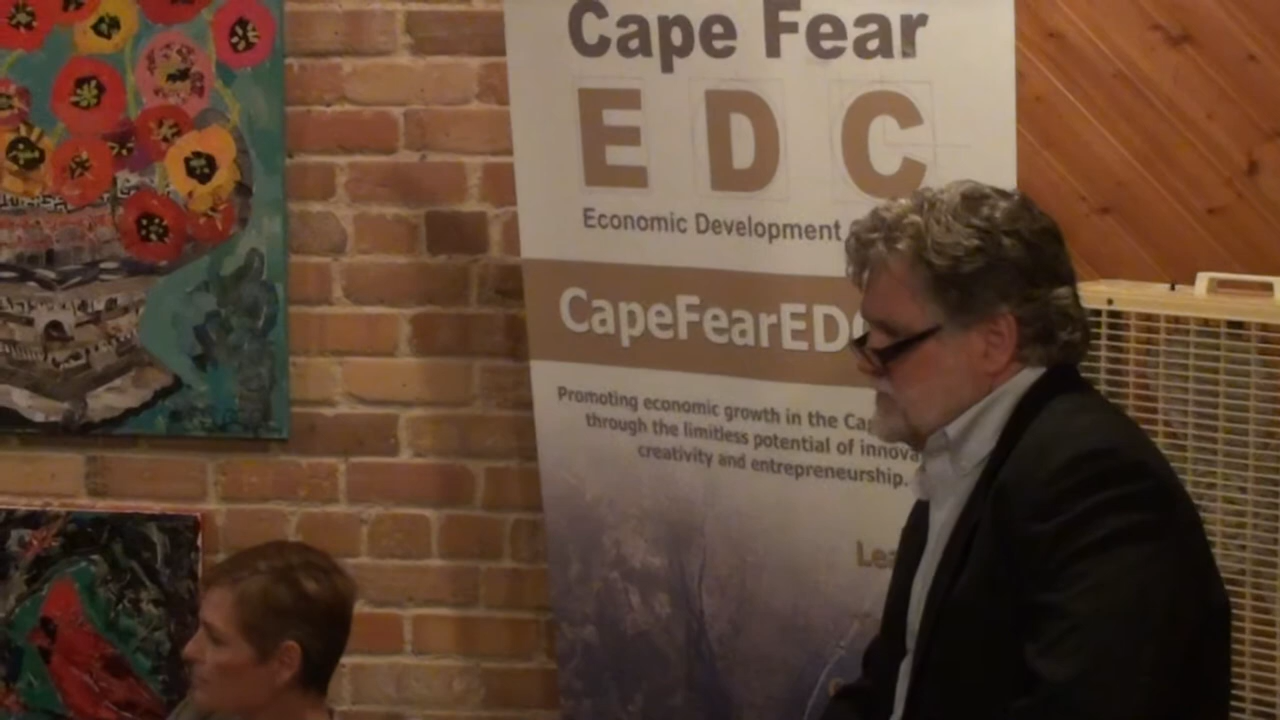 Cape Fear
E D C
Economic Development
CapeFearED
Promoting economic growth in the Cap
through the limitless potential of innova
creativity and entrepreneurship.
Lea